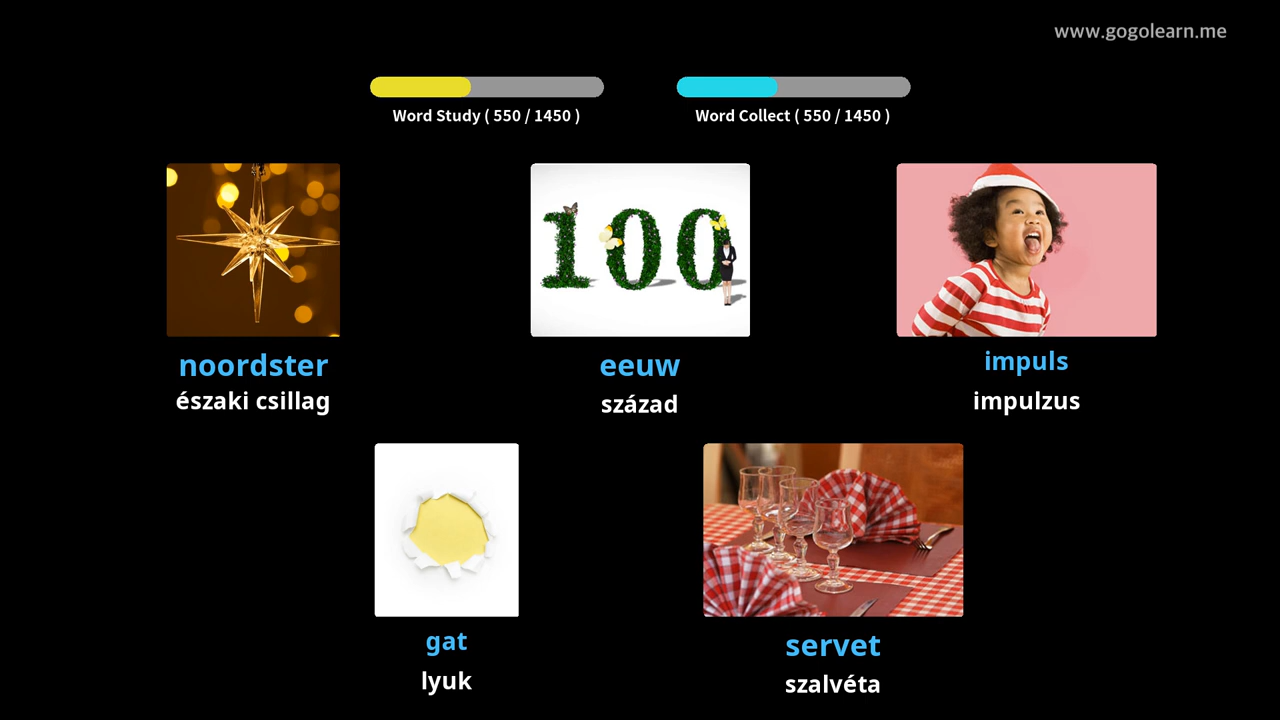 www.gogolearn.me
Word Study ( 550 / 1450 )
Word Collect ( 550 / 1450 )
100
noordster
északi csillag
eeuw
század
impuls
impulzus
gat
lyuk
servet
szalvéta